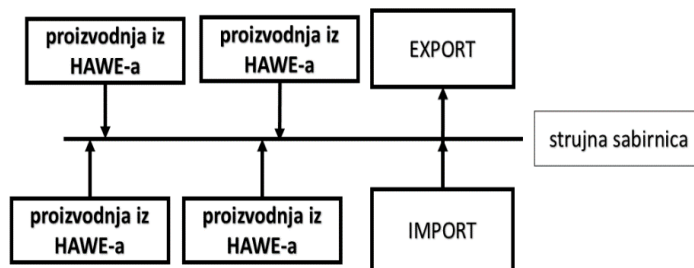 proizvodnja iz
HAWE-a
proizvodnja iz
HAWE-a
EXPORT
strujna sabirnica
proizvodnja iz
HAWE-a
proizvodnja iz
HAWE-a
IMPORT